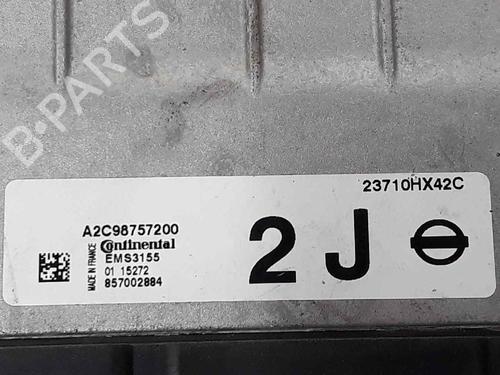 B-PARTS
23710HX42C
A2C98757200
Continental
EMS3155
01 15272
857002884
MADE IN FRANCE
2 J